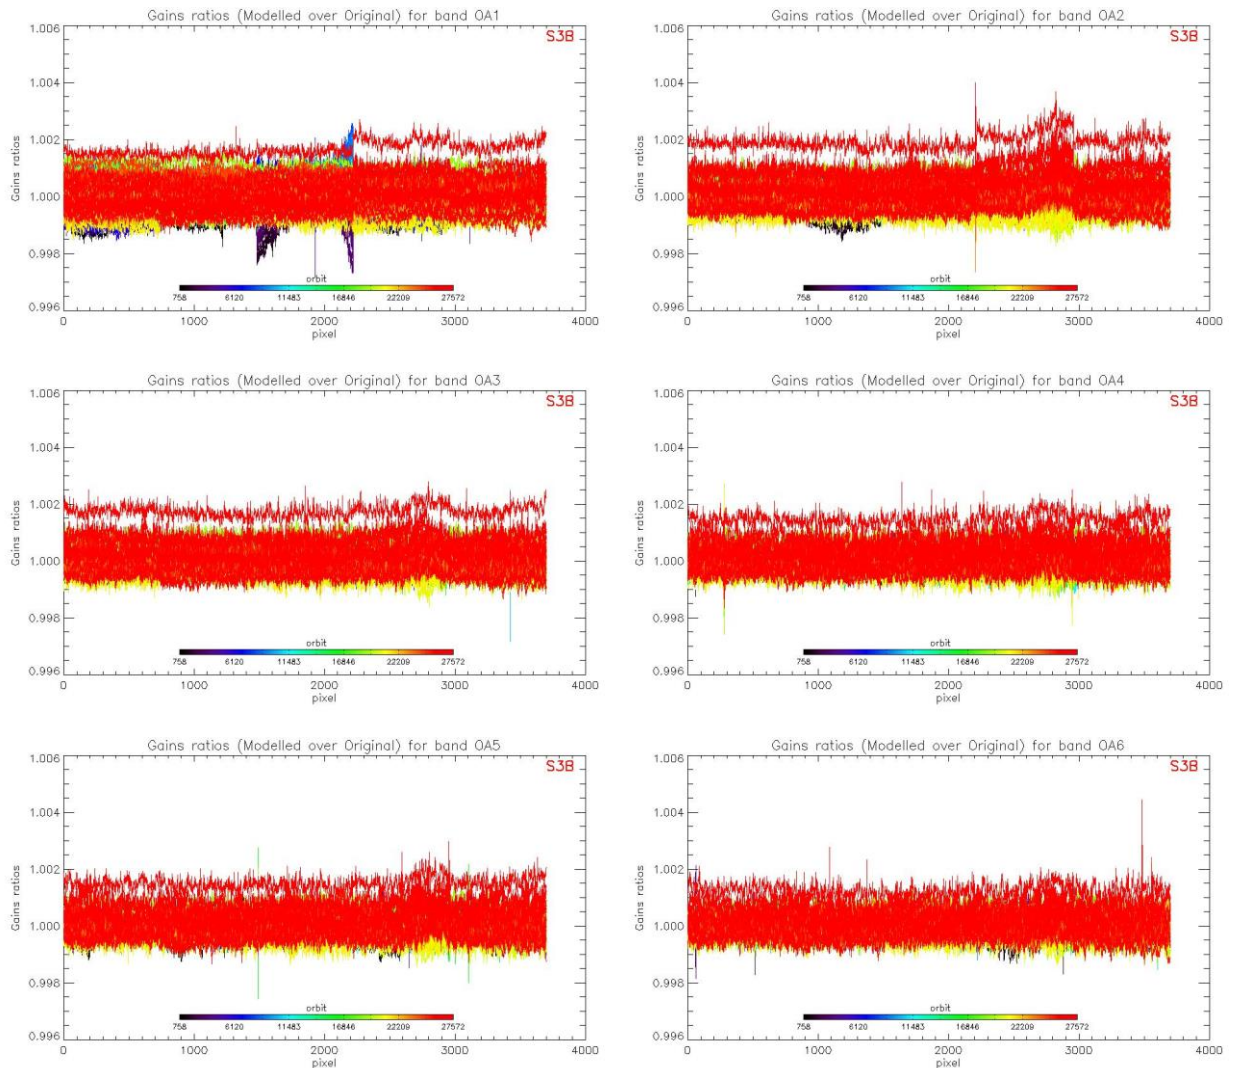 Gains ratios (Modelled over Original) for band OA1
S3B
1.006
1.004
1.002
1.000
0.998
0.996
Gains ratios
orbit
758 6120 11483 16846 22209 27572
0 1000 2000 3000 4000
pixel
Gains ratios (Modelled over Original) for band OA2
S3B
1.006
1.004
1.002
1.000
0.998
0.996
Gains ratios
orbit
758 6120 11483 16846 22209 27572
0 1000 2000 3000 4000
pixel
Gains ratios (Modelled over Original) for band OA3
S3B
1.006
1.004
1.002
1.000
0.998
0.996
Gains ratios
orbit
758 6120 11483 16846 22209 27572
0 1000 2000 3000 4000
pixel
Gains ratios (Modelled over Original) for band OA4
S3B
1.006
1.004
1.002
1.000
0.998
0.996
Gains ratios
orbit
758 6120 11483 16846 22209 27572
0 1000 2000 3000 4000
pixel
Gains ratios (Modelled over Original) for band OA5
S3B
1.006
1.004
1.002
1.000
0.998
0.996
Gains ratios
orbit
758 6120 11483 16846 22209 27572
0 1000 2000 3000 4000
pixel
Gains ratios (Modelled over Original) for band OA6
S3B
1.006
1.004
1.002
1.000
0.998
0.996
Gains ratios
orbit
758 6120 11483 16846 22209 27572
0 1000 2000 3000 4000
pixel